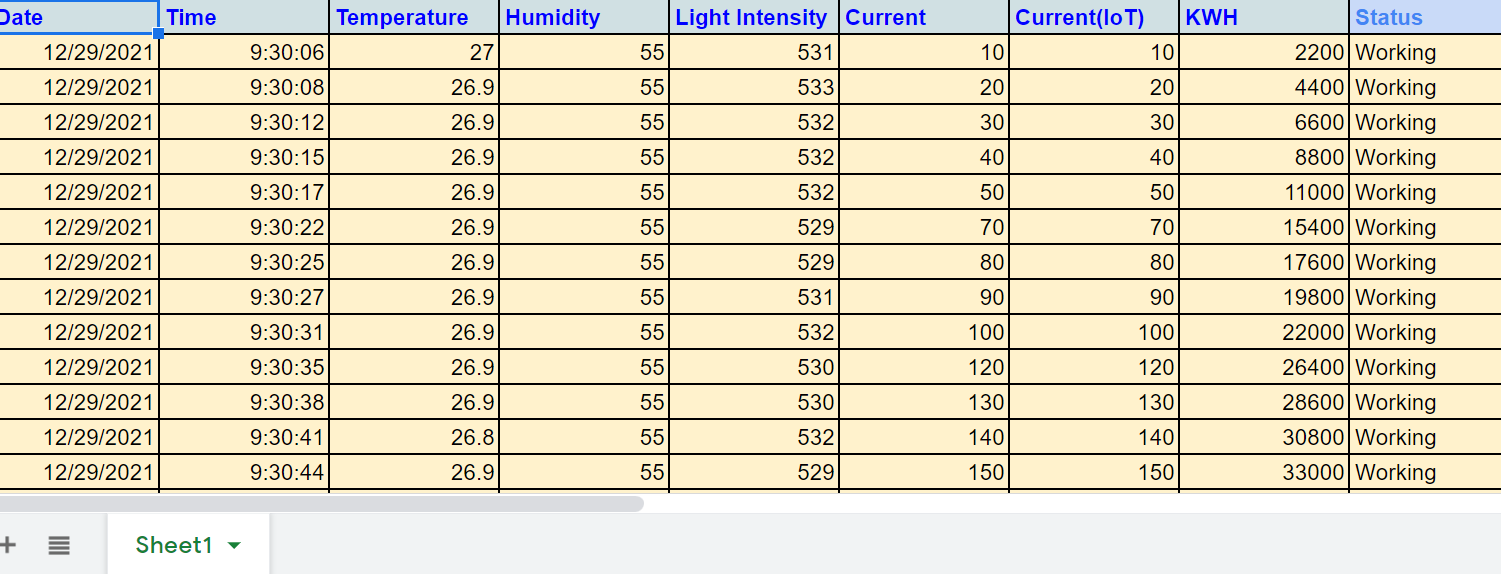 Date Time Temperature Humidity Light Intensity Current Current(IoT) KWH Status
12/29/2021 9:30:06 27 55 531 10 10 2200 Working
12/29/2021 9:30:08 26.9 55 533 20 20 4400 Working
12/29/2021 9:30:12 26.9 55 532 30 30 6600 Working
12/29/2021 9:30:15 26.9 55 532 40 40 8800 Working
12/29/2021 9:30:17 26.9 55 532 50 50 11000 Working
12/29/2021 9:30:22 26.9 55 529 70 70 15400 Working
12/29/2021 9:30:25 26.9 55 529 80 80 17600 Working
12/29/2021 9:30:27 26.9 55 531 90 90 19800 Working
12/29/2021 9:30:31 26.9 55 532 100 100 22000 Working
12/29/2021 9:30:35 26.9 55 530 120 120 26400 Working
12/29/2021 9:30:38 26.9 55 530 130 130 28600 Working
12/29/2021 9:30:41 26.8 55 532 140 140 30800 Working
12/29/2021 9:30:44 26.9 55 529 150 150 33000 Working
Sheet1